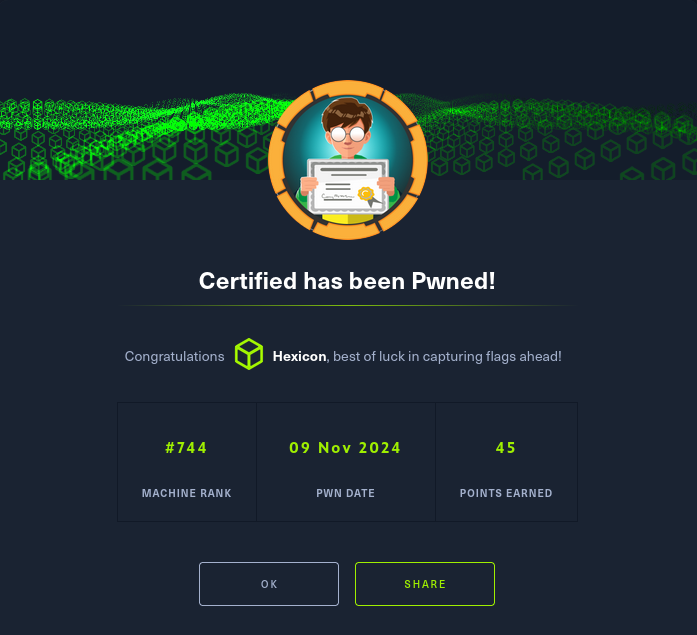 Certified has been Pwned!
Congratulations Hexicon, best of luck in capturing flags ahead!
#744 09 Nov 2024 45
MACHINE RANK PWN DATE POINTS EARNED
OK SHARE